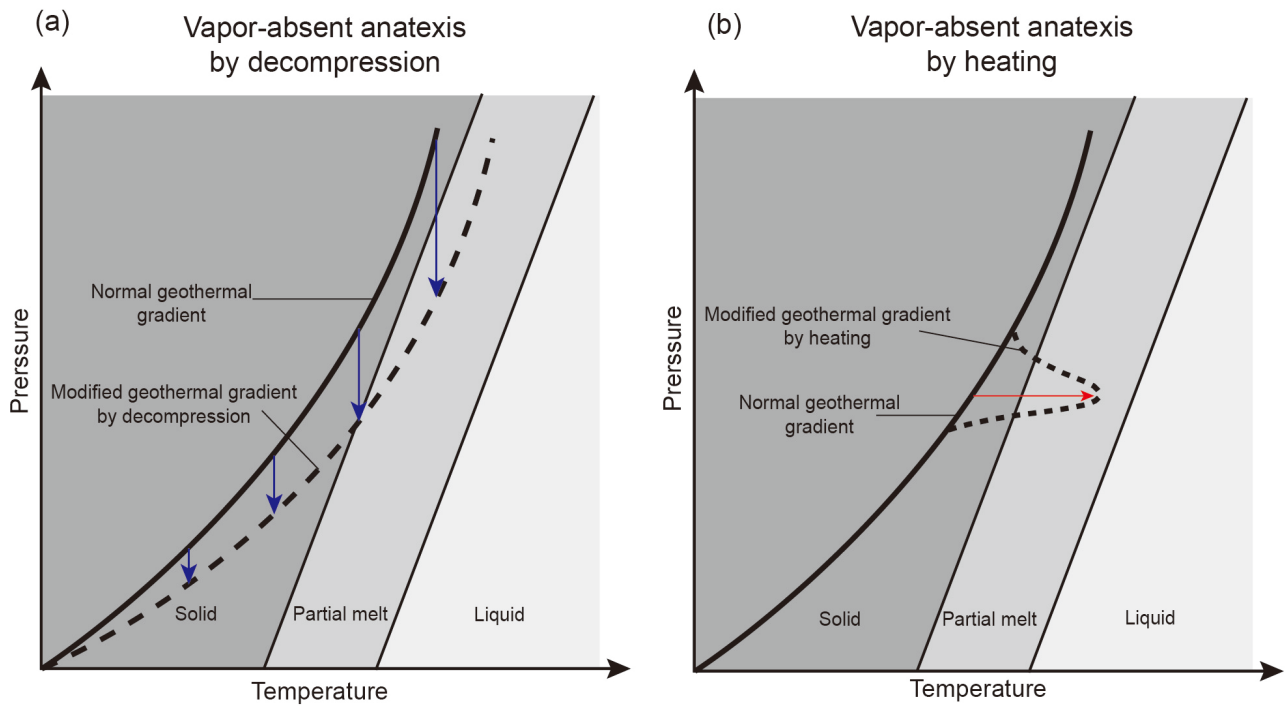 (a)
Vapor-absent anatexis
by decompression
Prerssure
Normal geothermal
gradient
Modified geothermal gradient
by decompression
Solid
Partial melt
Liquid
Temperature
(b)
Vapor-absent anatexis
by heating
Prerssure
Modified geothermal gradient
by heating
Normal geothermal
gradient
Solid
Partial melt
Liquid
Temperature